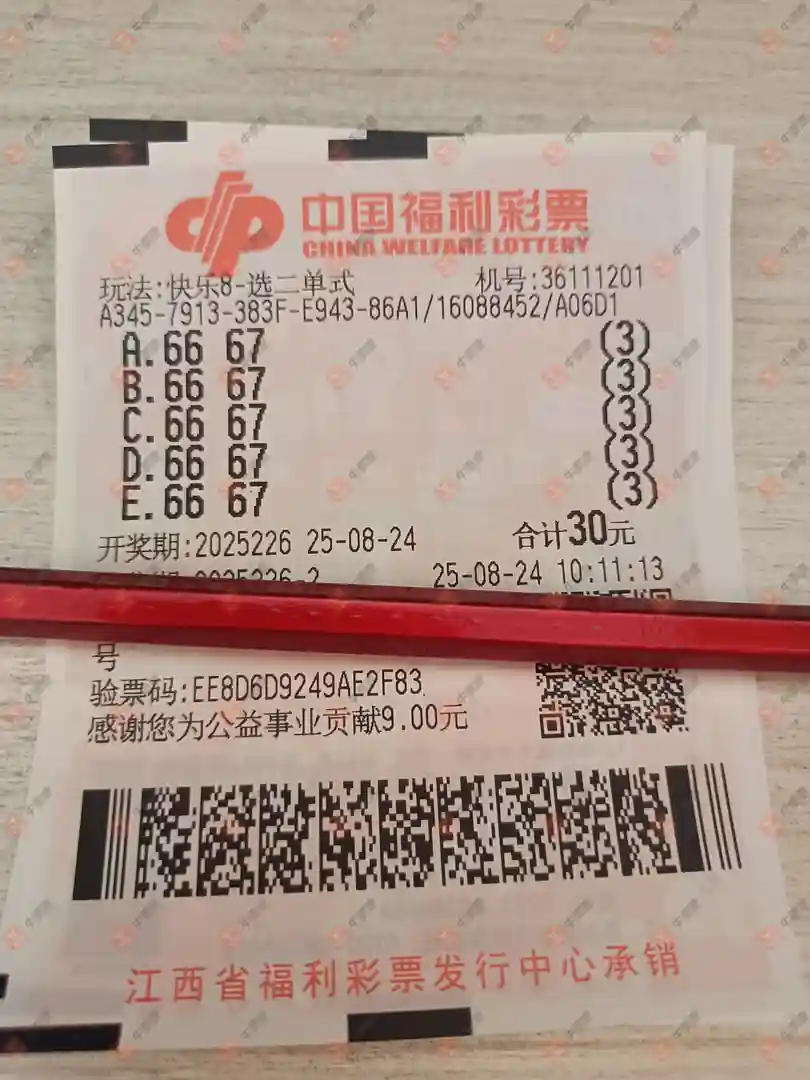 中国福利彩票
CHINA WELFARE LOTTERY
玩法:快乐8-选二单式 机号:36111201
A345-7913-383F-E943-86A1/16088452/A06D1
A.66 67 (3)
B.66 67 (3)
C.66 67 (3)
D.66 67 (3)
E.66 67 (3)
开奖期:2025226 25-08-24 合计30元
25-08-24 10:11:13
号
验票码:EE8D6D9249AE2F83
感谢您为公益事业贡献9.00元
江西省福利彩票发行中心承销